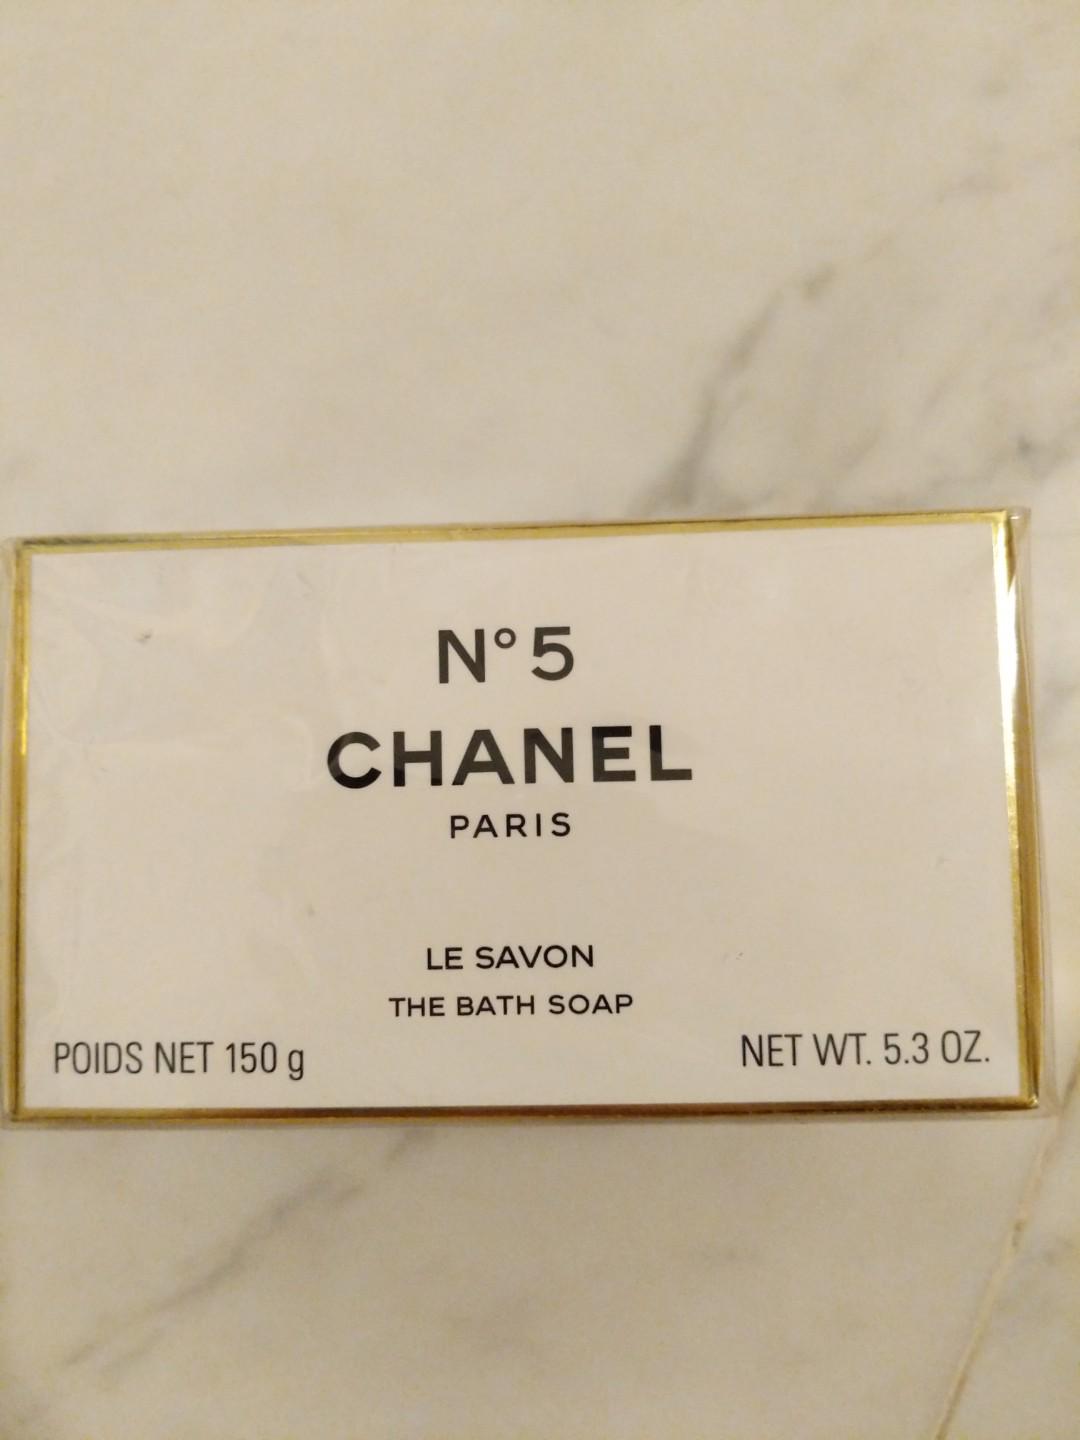 N° 5
CHANEL
PARIS
LE SAVON
THE BATH SOAP
POIDS NET 150 g
NET WT. 5.3 OZ.